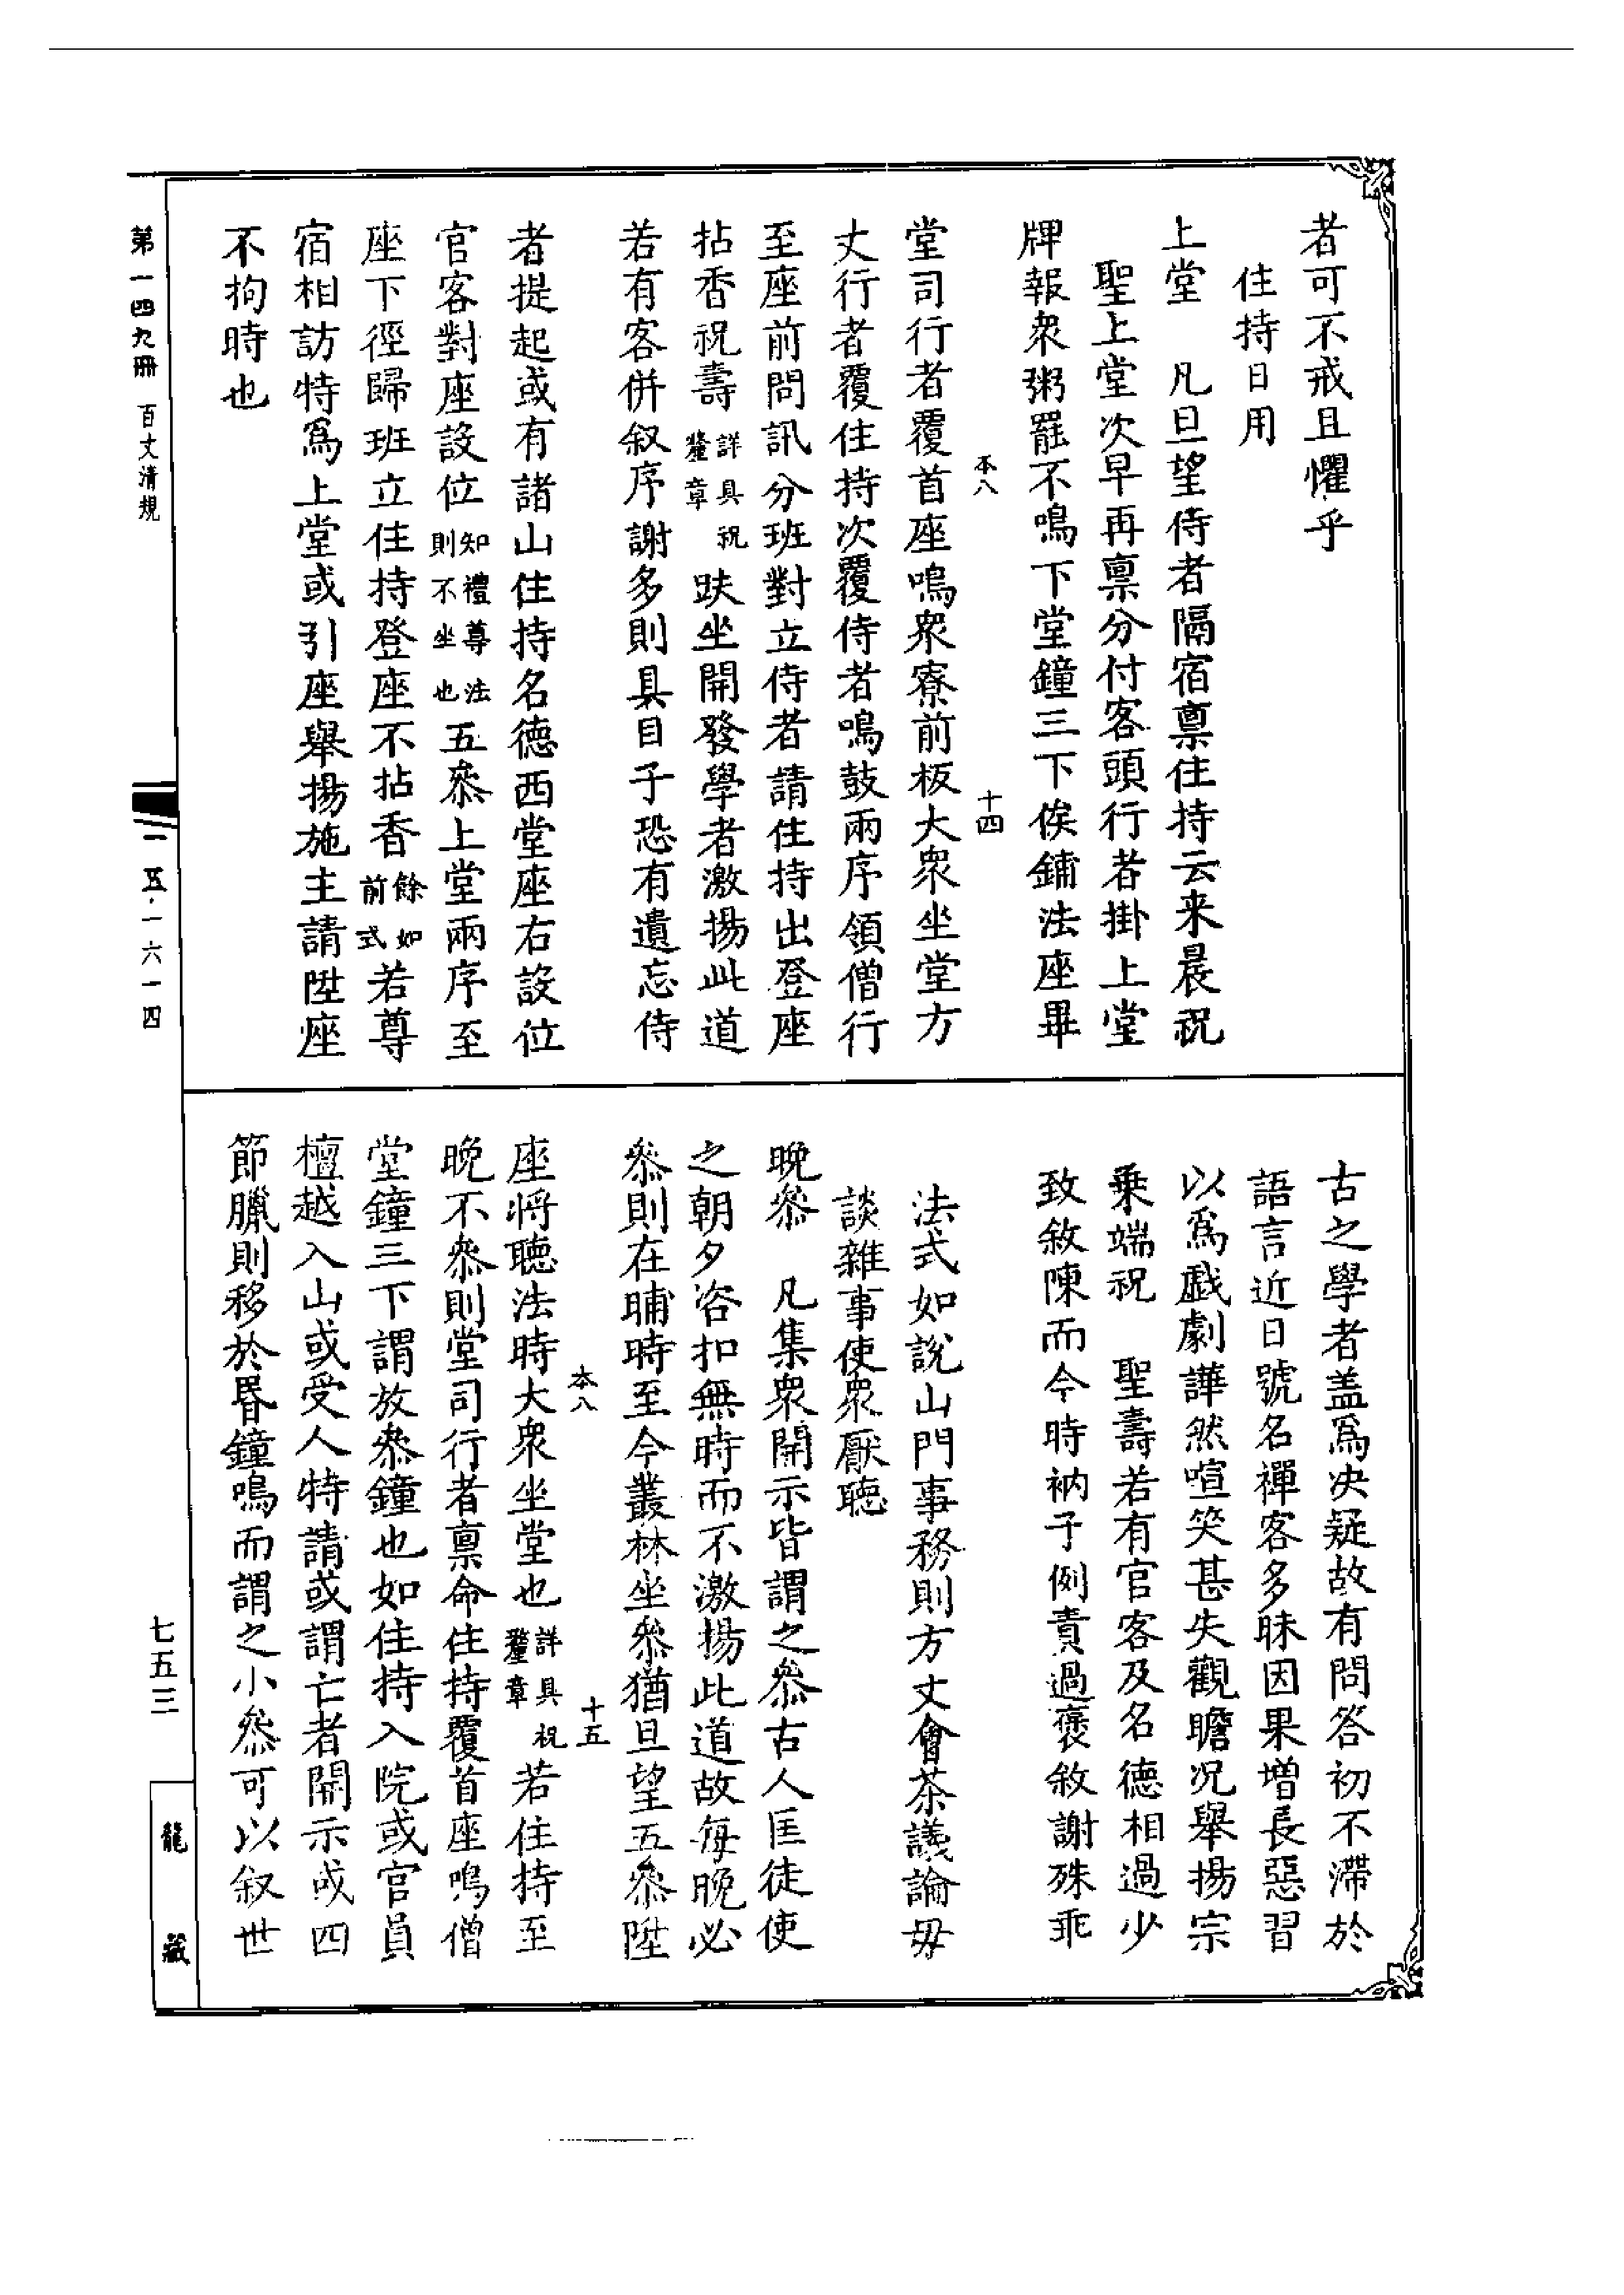 者可不戒且懼乎
住持日用
上堂　凡旦望侍者隔宿禀住持云来晨祝
聖上堂次早再禀分付客頭行者掛上堂
牌報衆粥罷不鳴下堂鐘三下俟鋪法座畢
本八　十四
堂司行者覆首座鳴衆寮前板大衆坐堂方
丈行者覆住持次覆侍者鳴鼓兩序領僧行
至座前問訊分班對立侍者請住持出登座
拈香祝壽詳具祝釐章趺坐開發學者激揚此道
若有客併叙序謝多則具目子恐有遺忘侍
者提起或有諸山住持名德西堂座右設位
官客對座設位知禮尊法則不坐也五叅上堂兩序至
座下徑歸班立住持登座不拈香餘如前式若尊
宿相訪特爲上堂或引座舉揚施主請陞座
不拘時也
古之學者盖爲决疑故有問答初不滯於
語言近日號名禪客多昧因果增長惡習
以爲戯劇譁然喧笑甚失觀瞻况舉揚宗
乗端祝　聖壽若有官客及名德相過少
致敘陳而今時衲子例責過褒敘謝殊乖
法式如說山門事務則方丈會茶議論毋
談雜事使衆厭聴
晚叅　凡集衆開示皆謂之叅古人匡徒使
之朝夕咨扣無時而不激揚此道故每晚必
叅則在晡時至今叢林坐叅猶旦望五叅陞
本八　十五
座将聴法時大衆坐堂也詳具祝釐章若住持至
晚不叅則堂司行者禀命住持覆首座鳴僧
堂鐘三下謂放叅鐘也如住持入院或官員
檀越入山或受人特請或謂亡者開示或四
節臘則移於昬鐘鳴而謂之小叅可以叙世
第一四九冊　百丈清規
一五·一六一四
七五三
龍藏